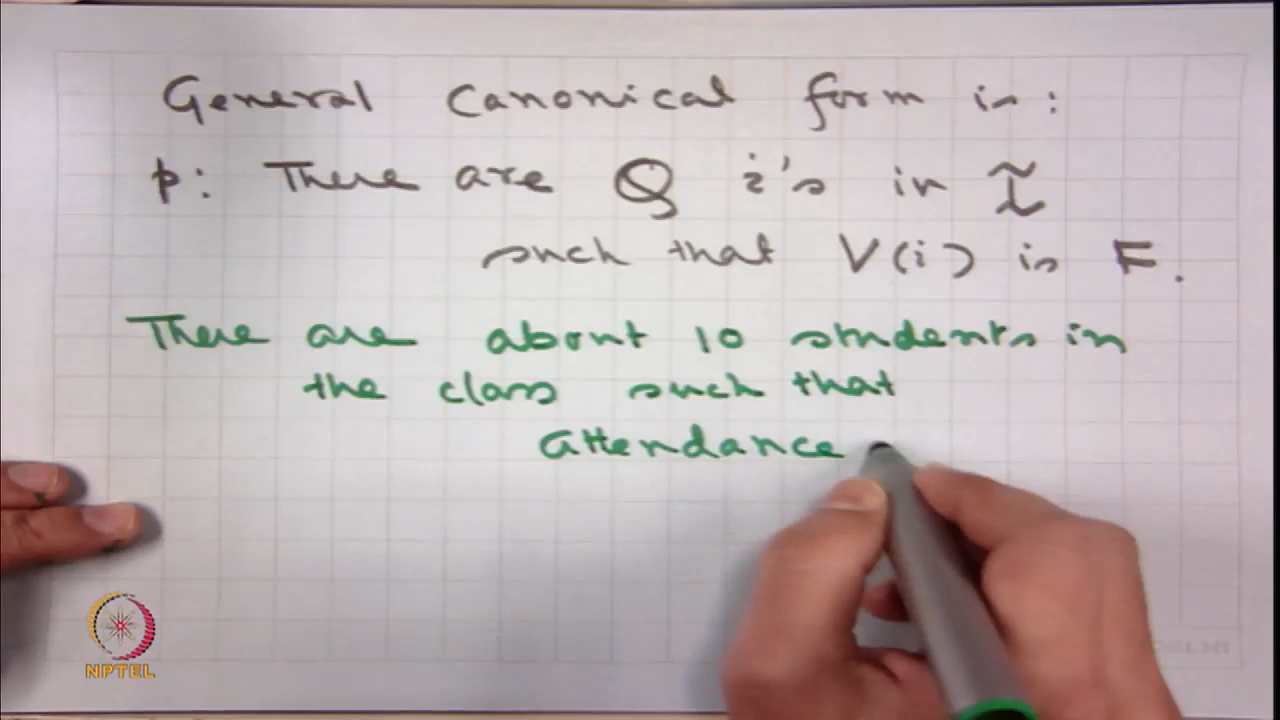 General Canonical form is:
p: There are Q i's in I
such that V(i) is F.
There are about 10 students in
the class such that
attendance
NPTEL